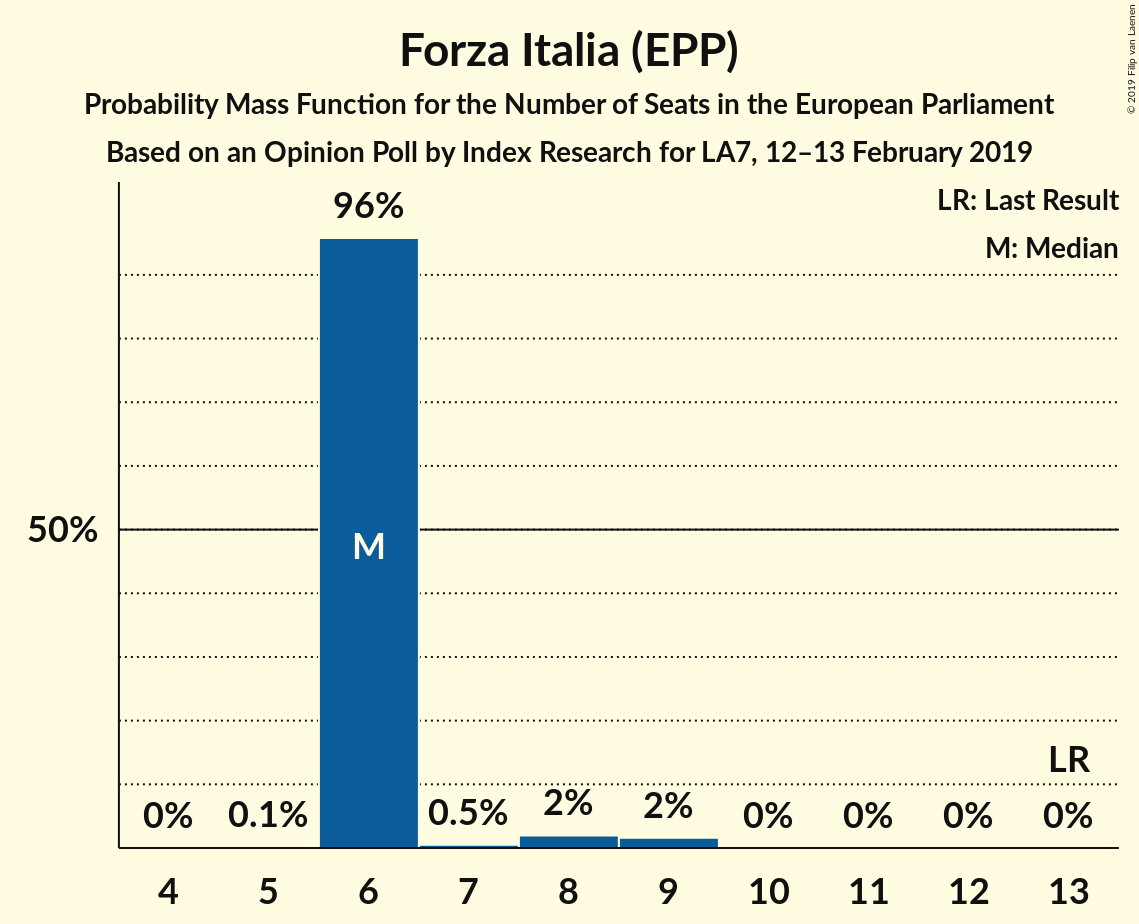 Forza Italia (EPP)
Probability Mass Function for the Number of Seats in the European Parliament
Based on an Opinion Poll by Index Research for LA7, 12–13 February 2019
© 2019 Filip van Laenen
LR: Last Result
M: Median
96%
50%
M
LR
0% 0.1% 0.5% 2% 2% 0% 0% 0% 0%
4 5 6 7 8 9 10 11 12 13